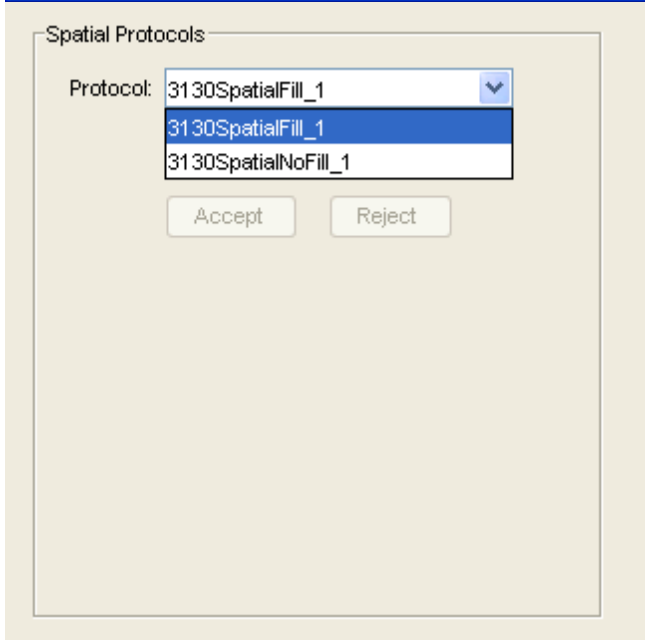 Spatial Protocols
Protocol: 3130SpatialFill_1
3130SpatialFill_1
3130SpatialNoFill_1
Accept Reject